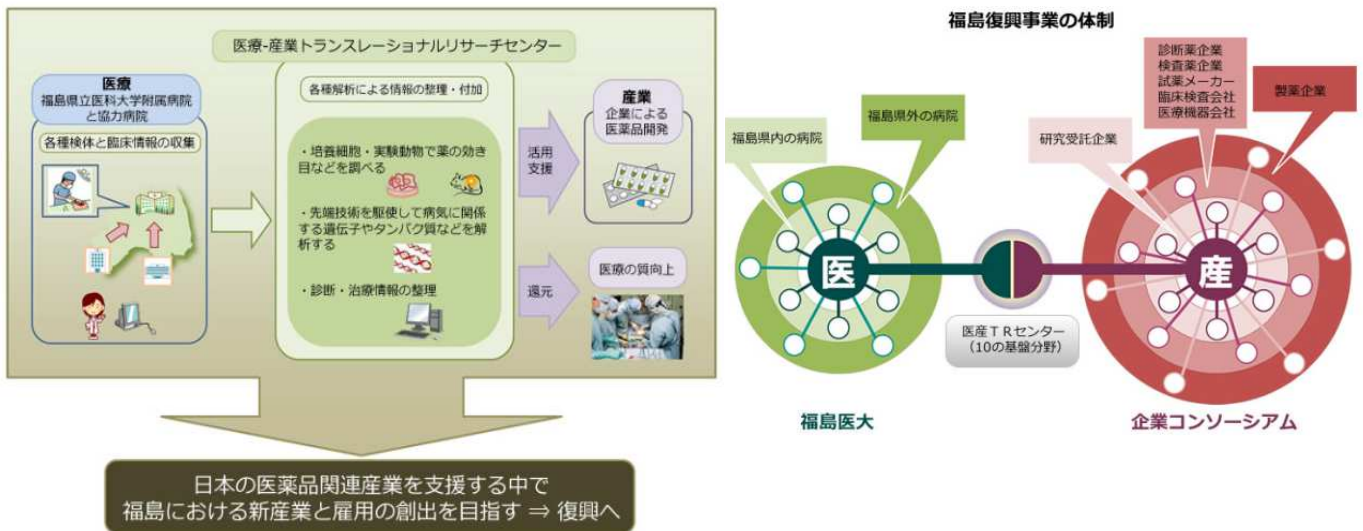 医療-産業トランスレーショナルリサーチセンター
医療
福島県立医科大学附属病院
と協力病院
各種検体と臨床情報の収集
各種解析による情報の整理・付加
・培養細胞・実験動物で薬の効き
目などを調べる
・先端技術を駆使して病気に関係
する遺伝子やタンパク質などを解
析する
・診断・治療情報の整理
活用
支援
還元
産業
企業による
医薬品開発
医療の質向上
日本の医薬品関連産業を支援する中で
福島における新産業と雇用の創出を目指す ⇒ 復興へ
福島復興事業の体制
福島県内の病院
福島県外の病院
研究受託企業
診断薬企業
検査薬企業
試薬メーカー
臨床検査会社
医療機器会社
製薬企業
医
産
医産ＴＲセンター
（10の基盤分野）
福島医大
企業コンソーシアム